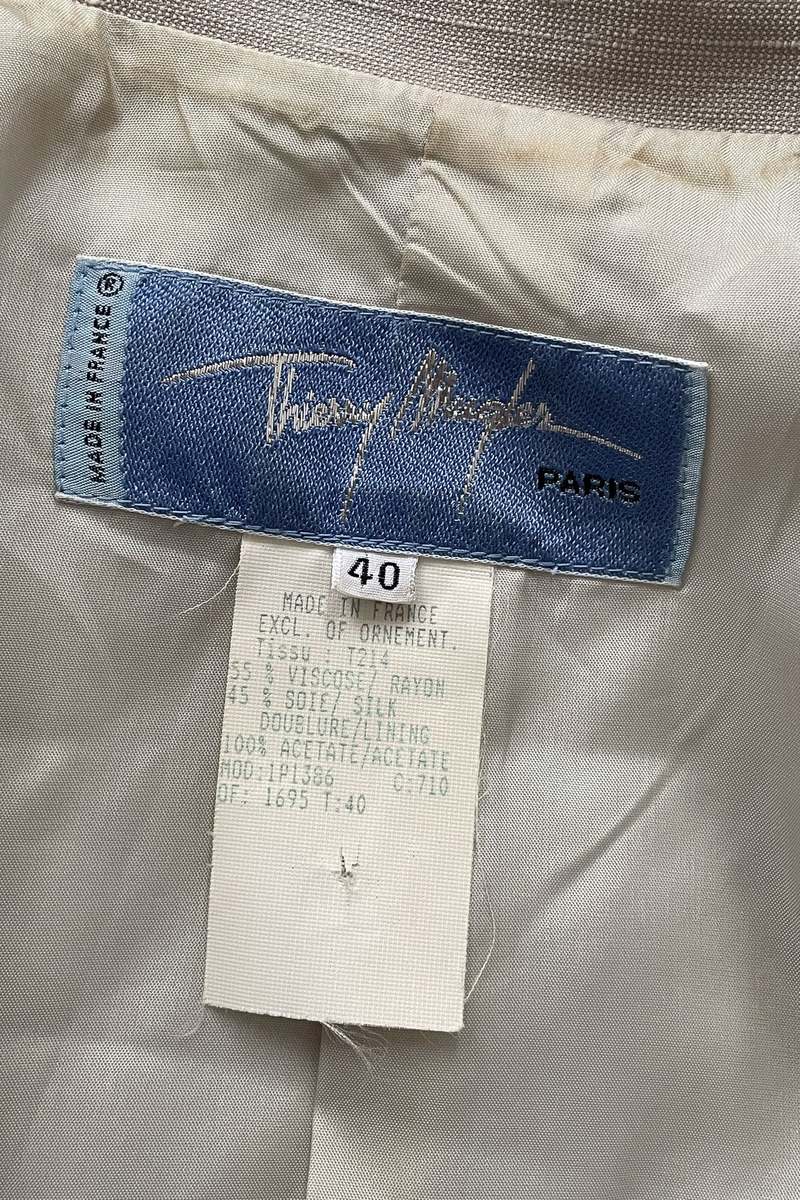 MADE IN FRANCE ®
Thierry Mugler
PARIS
40
MADE IN FRANCE
EXCL. OF ORNEMENT.
Tissu : T214
55 % VISCOSE/ RAYON
45 % SOIE/ SILK
DOUBLURE/LINING
100% ACETATE/ACETATE
MOD:1P1386 C:710
OF: 1695 T:40